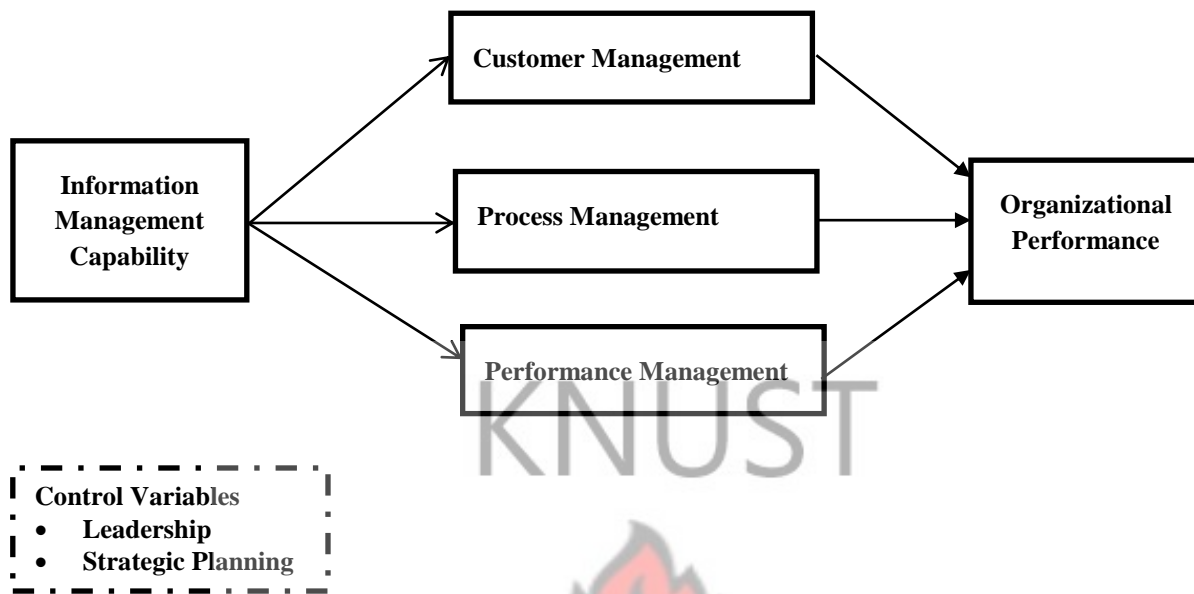 Customer Management
Information
Management
Capability
Process Management
Organizational
Performance
Performance Management
KNUST
Control Variables
• Leadership
• Strategic Planning